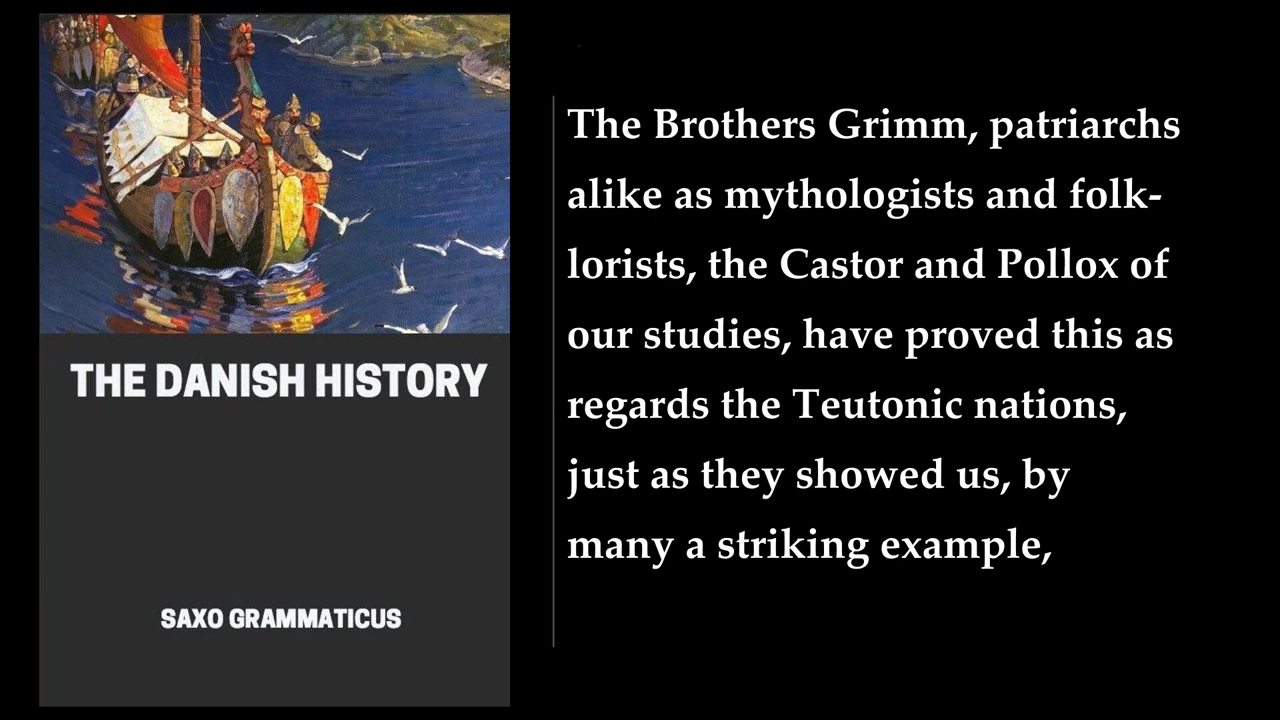 THE DANISH HISTORY
SAXO GRAMMATICUS
The Brothers Grimm, patriarchs
alike as mythologists and folk-
lorists, the Castor and Pollox of
our studies, have proved this as
regards the Teutonic nations,
just as they showed us, by
many a striking example,